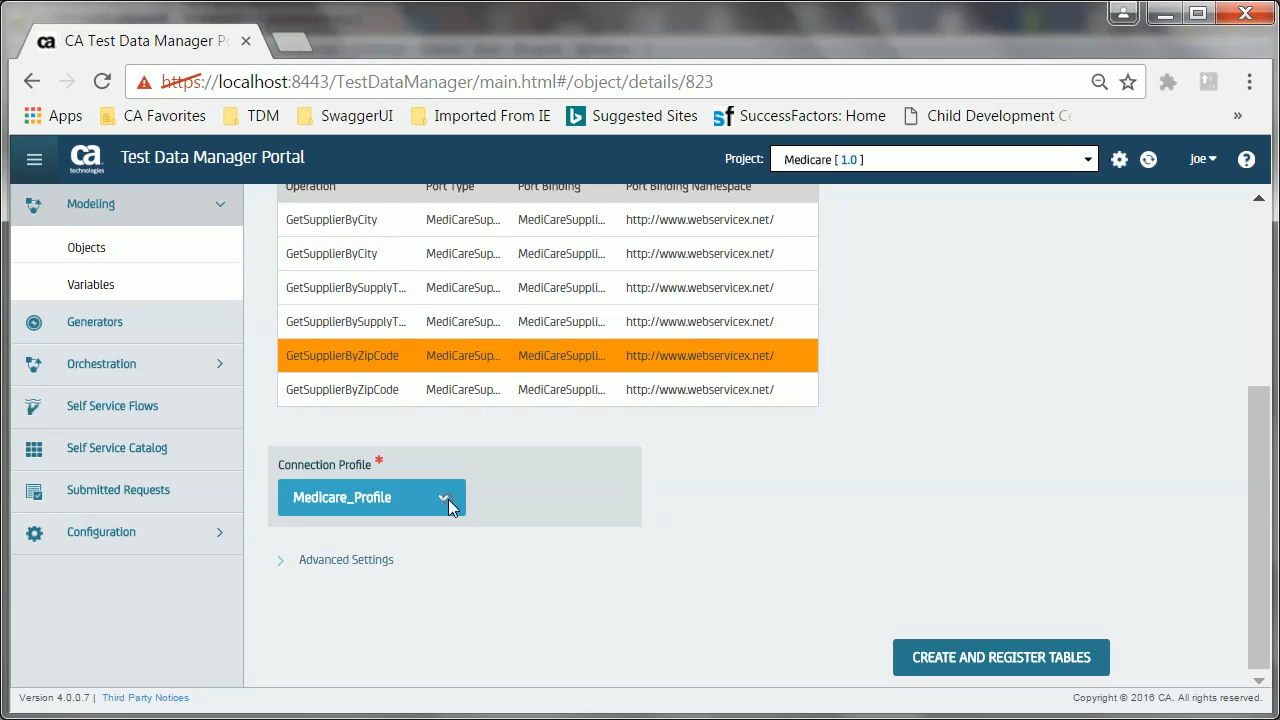 ca CA Test Data Manager P
https://localhost:8443/TestDataManager/main.html#/object/details/823
Apps CA Favorites TDM SwaggerUI Imported From IE Suggested Sites sf SuccessFactors: Home Child Development C »
ca technologies Test Data Manager Portal Project: Medicare [ 1.0 ] joe ?
Modeling
Objects
Variables
Generators
Orchestration
Self Service Flows
Self Service Catalog
Submitted Requests
Configuration
Operation Port Type Port Binding Port Binding Namespace
GetSupplierByCity MediCareSup... MediCareSuppli... http://www.webservicex.net/
GetSupplierByCity MediCareSup... MediCareSuppli... http://www.webservicex.net/
GetSupplierBySupplyT... MediCareSup... MediCareSuppli... http://www.webservicex.net/
GetSupplierBySupplyT... MediCareSup... MediCareSuppli... http://www.webservicex.net/
GetSupplierByZipCode MediCareSup... MediCareSuppli... http://www.webservicex.net/
GetSupplierByZipCode MediCareSup... MediCareSuppli... http://www.webservicex.net/
Connection Profile *
Medicare_Profile
Advanced Settings
CREATE AND REGISTER TABLES
Version 4.0.0.7 | Third Party Notices Copyright © 2016 CA. All rights reserved.